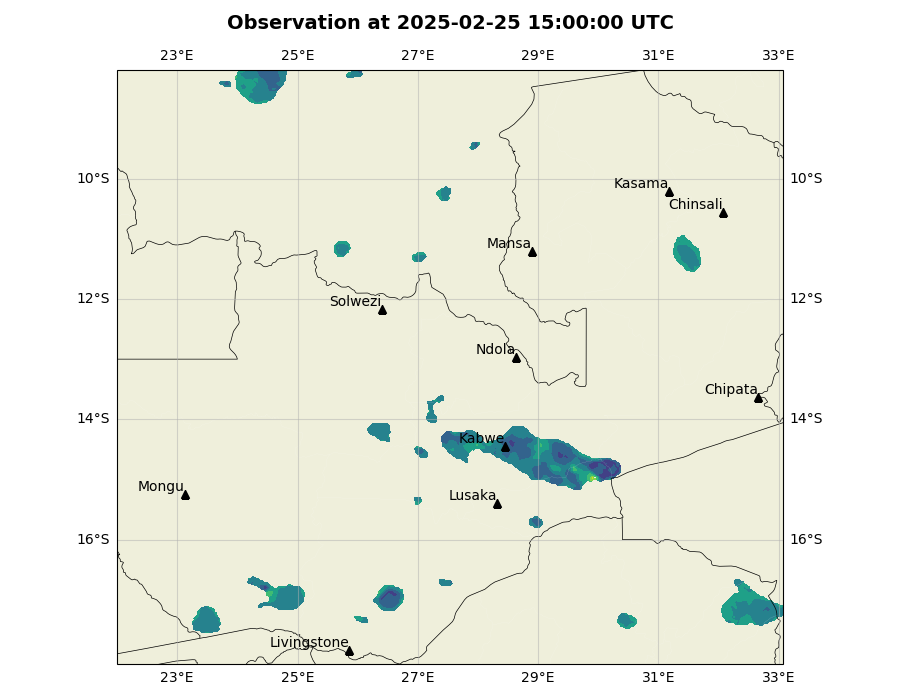 Observation at 2025-02-25 15:00:00 UTC
23°E 25°E 27°E 29°E 31°E 33°E
10°S 10°S
Kasama
Chinsali
Mansa
12°S 12°S
Solwezi
Ndola
Chipata
14°S 14°S
Kabwe
Mongu
Lusaka
16°S 16°S
Livingstone
23°E 25°E 27°E 29°E 31°E 33°E